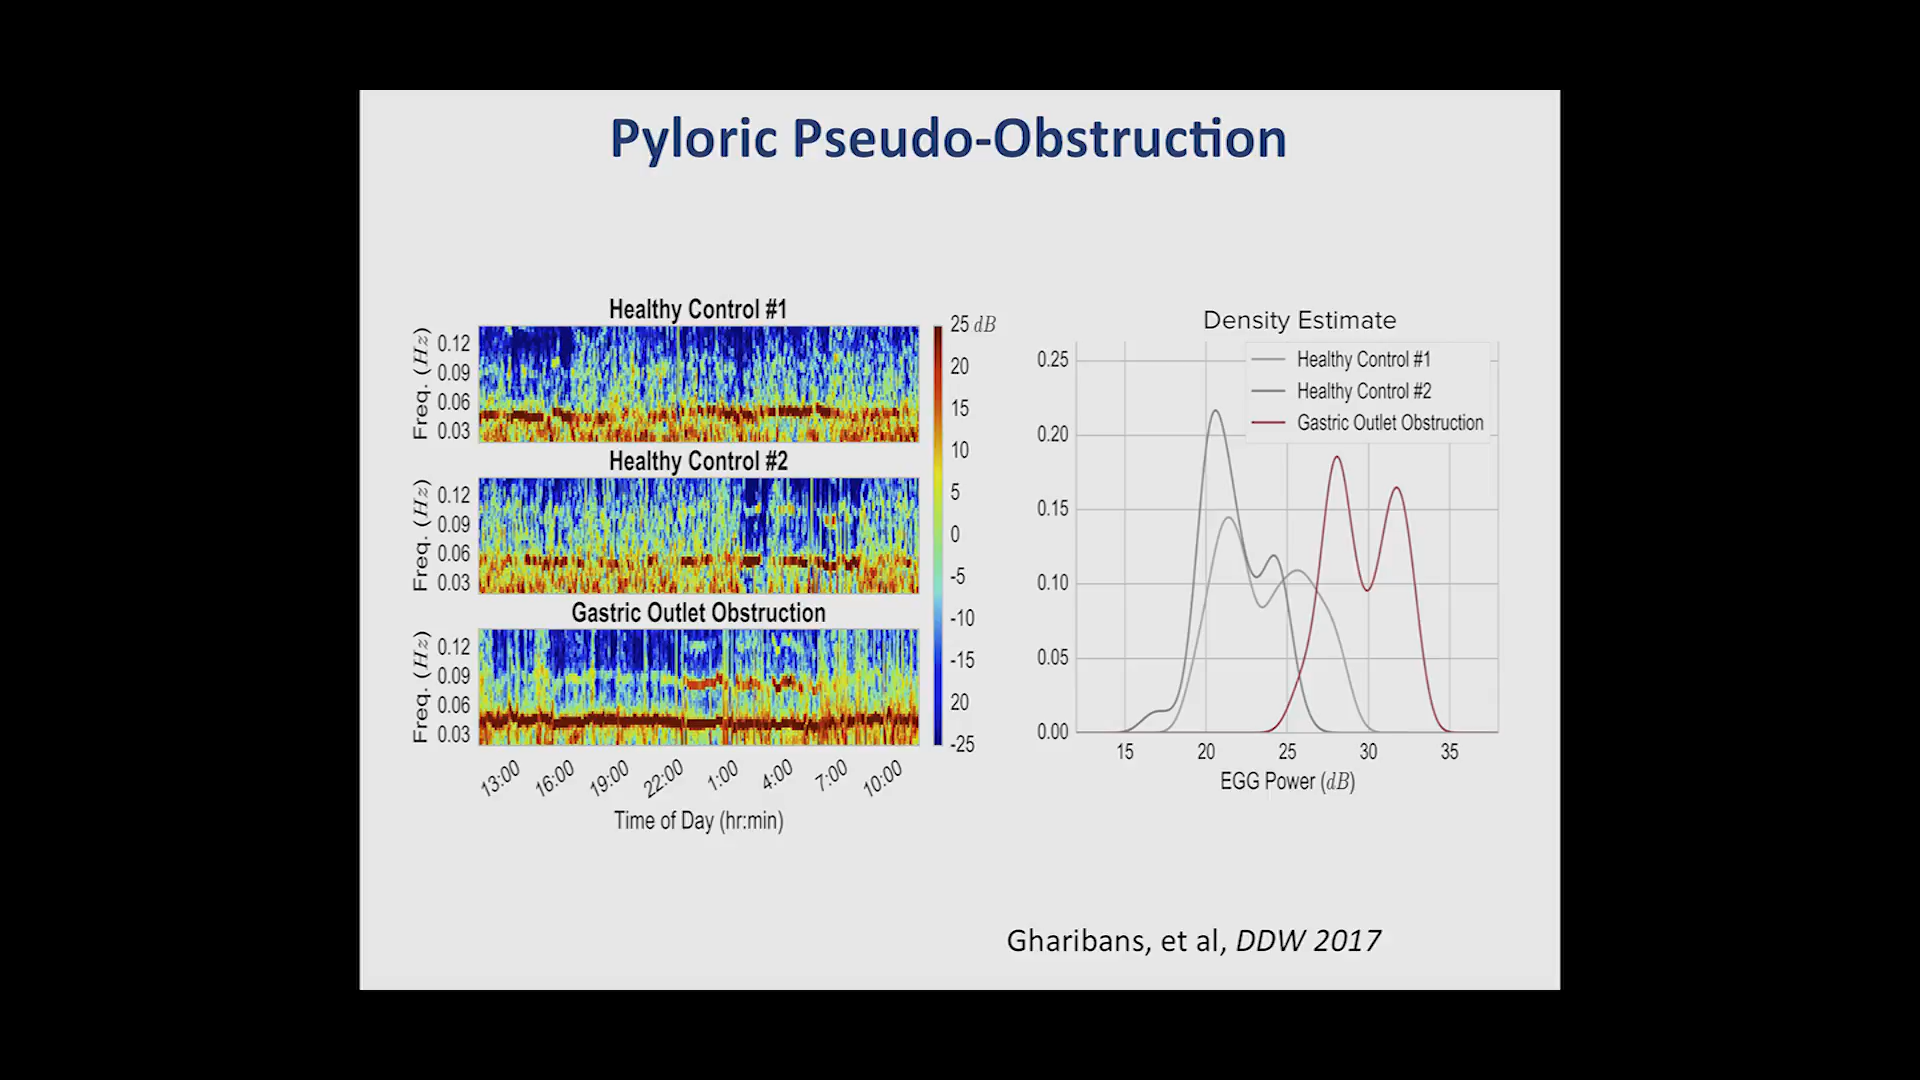 Pyloric Pseudo-Obstruction
Healthy Control #1
Freq. (Hz)
0.12
0.09
0.06
0.03
Healthy Control #2
Freq. (Hz)
0.12
0.09
0.06
0.03
Gastric Outlet Obstruction
Freq. (Hz)
0.12
0.09
0.06
0.03
13:00
16:00
19:00
22:00
1:00
4:00
7:00
10:00
Time of Day (hr:min)
25 dB
20
15
10
5
0
-5
-10
-15
20
-25
Density Estimate
Healthy Control #1
Healthy Control #2
Gastric Outlet Obstruction
0.25
0.20
0.15
0.10
0.05
0.00
15
20
25
30
35
EGG Power (dB)
Gharibans, et al, DDW 2017